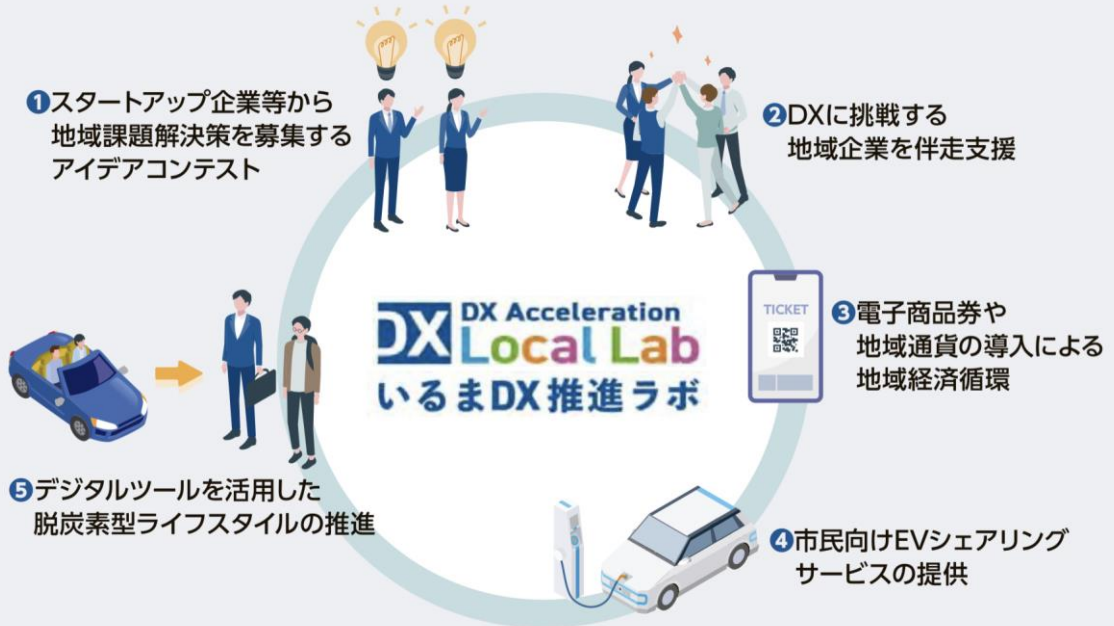 ❶スタートアップ企業等から
地域課題解決策を募集する
アイデアコンテスト
❷DXに挑戦する
地域企業を伴走支援
TICKET
❸電子商品券や
地域通貨の導入による
地域経済循環
DX DX Acceleration
Local Lab
いるまDX推進ラボ
❺デジタルツールを活用した
脱炭素型ライフスタイルの推進
❹市民向けEVシェアリング
サービスの提供